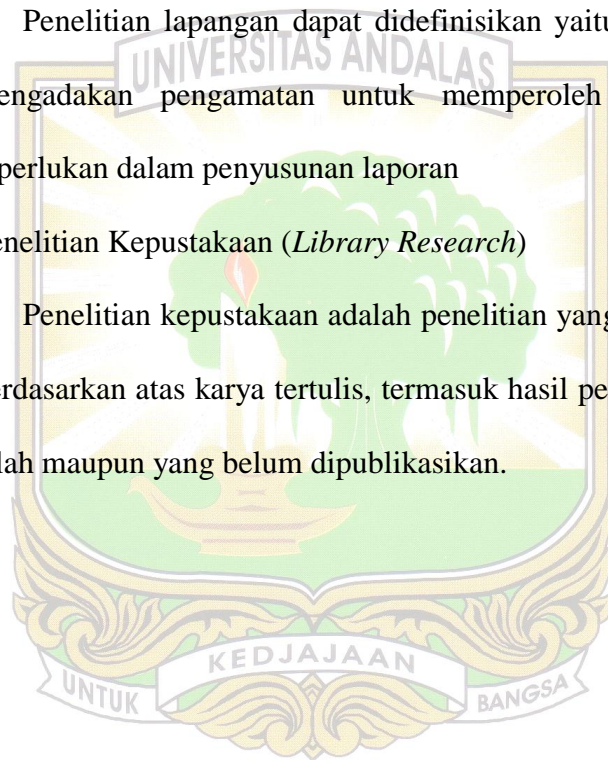 Penelitian lapangan dapat didefinisikan yaitu
engadakan pengamatan untuk memperoleh
perlukan dalam penyusunan laporan
enelitian Kepustakaan (Library Research)
Penelitian kepustakaan adalah penelitian yang
erdasarkan atas karya tertulis, termasuk hasil pe
lah maupun yang belum dipublikasikan.
UNIVERSITAS ANDALAS
UNTUK KEDJAJAAN BANGSA